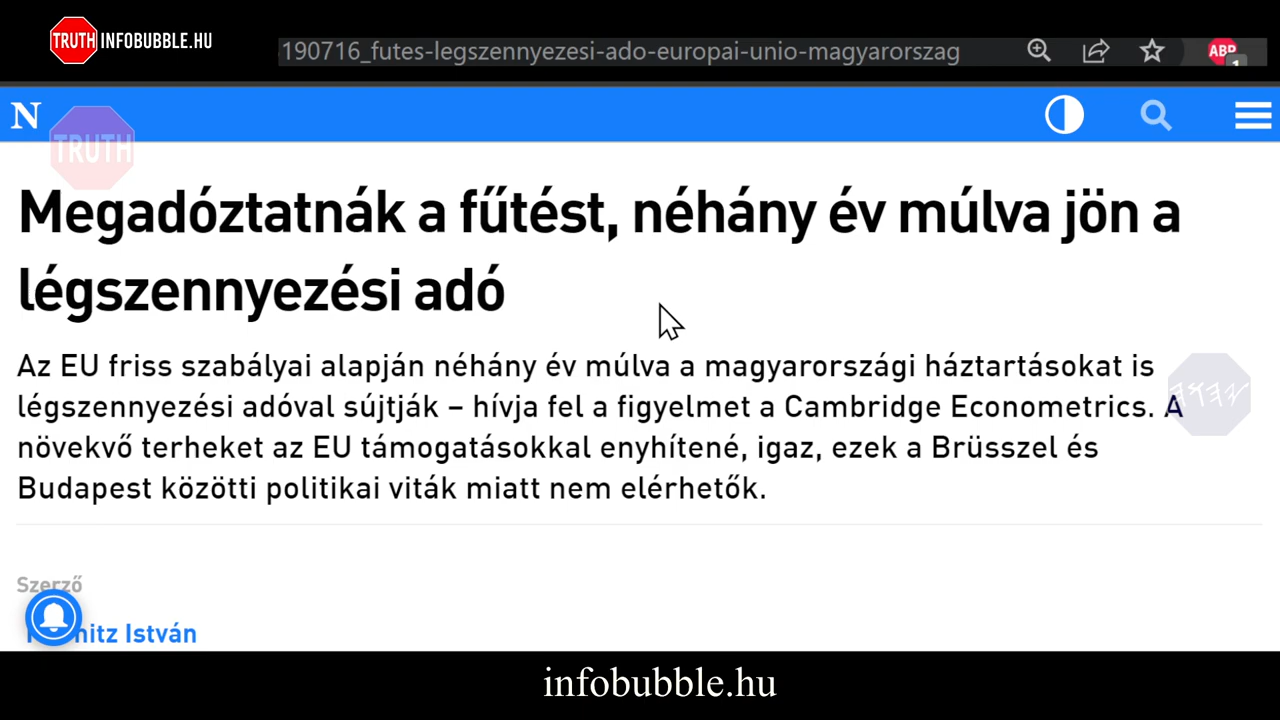 TRUTH INFOBUBBLE.HU
190716_futes-legszennyezesi-ado-europai-unio-magyarorszag
ABP
1
N
TRUTH
Megadóztatnák a fűtést, néhány év múlva jön a
légszennyezési adó
Az EU friss szabályai alapján néhány év múlva a magyarországi háztartásokat is
légszennyezési adóval sújtják – hívja fel a figyelmet a Cambridge Econometrics. A
növekvő terheket az EU támogatásokkal enyhítené, igaz, ezek a Brüsszel és
Budapest közötti politikai viták miatt nem elérhetők.
Szerző
István
infobubble.hu